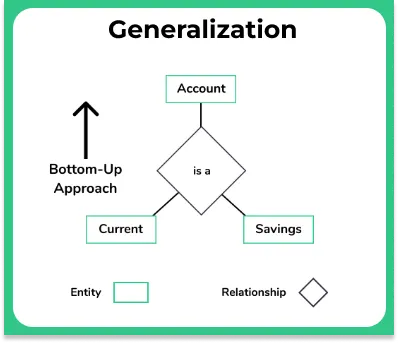 Generalization
Account
is a
Bottom-Up
Approach
Current
Savings
Entity
Relationship